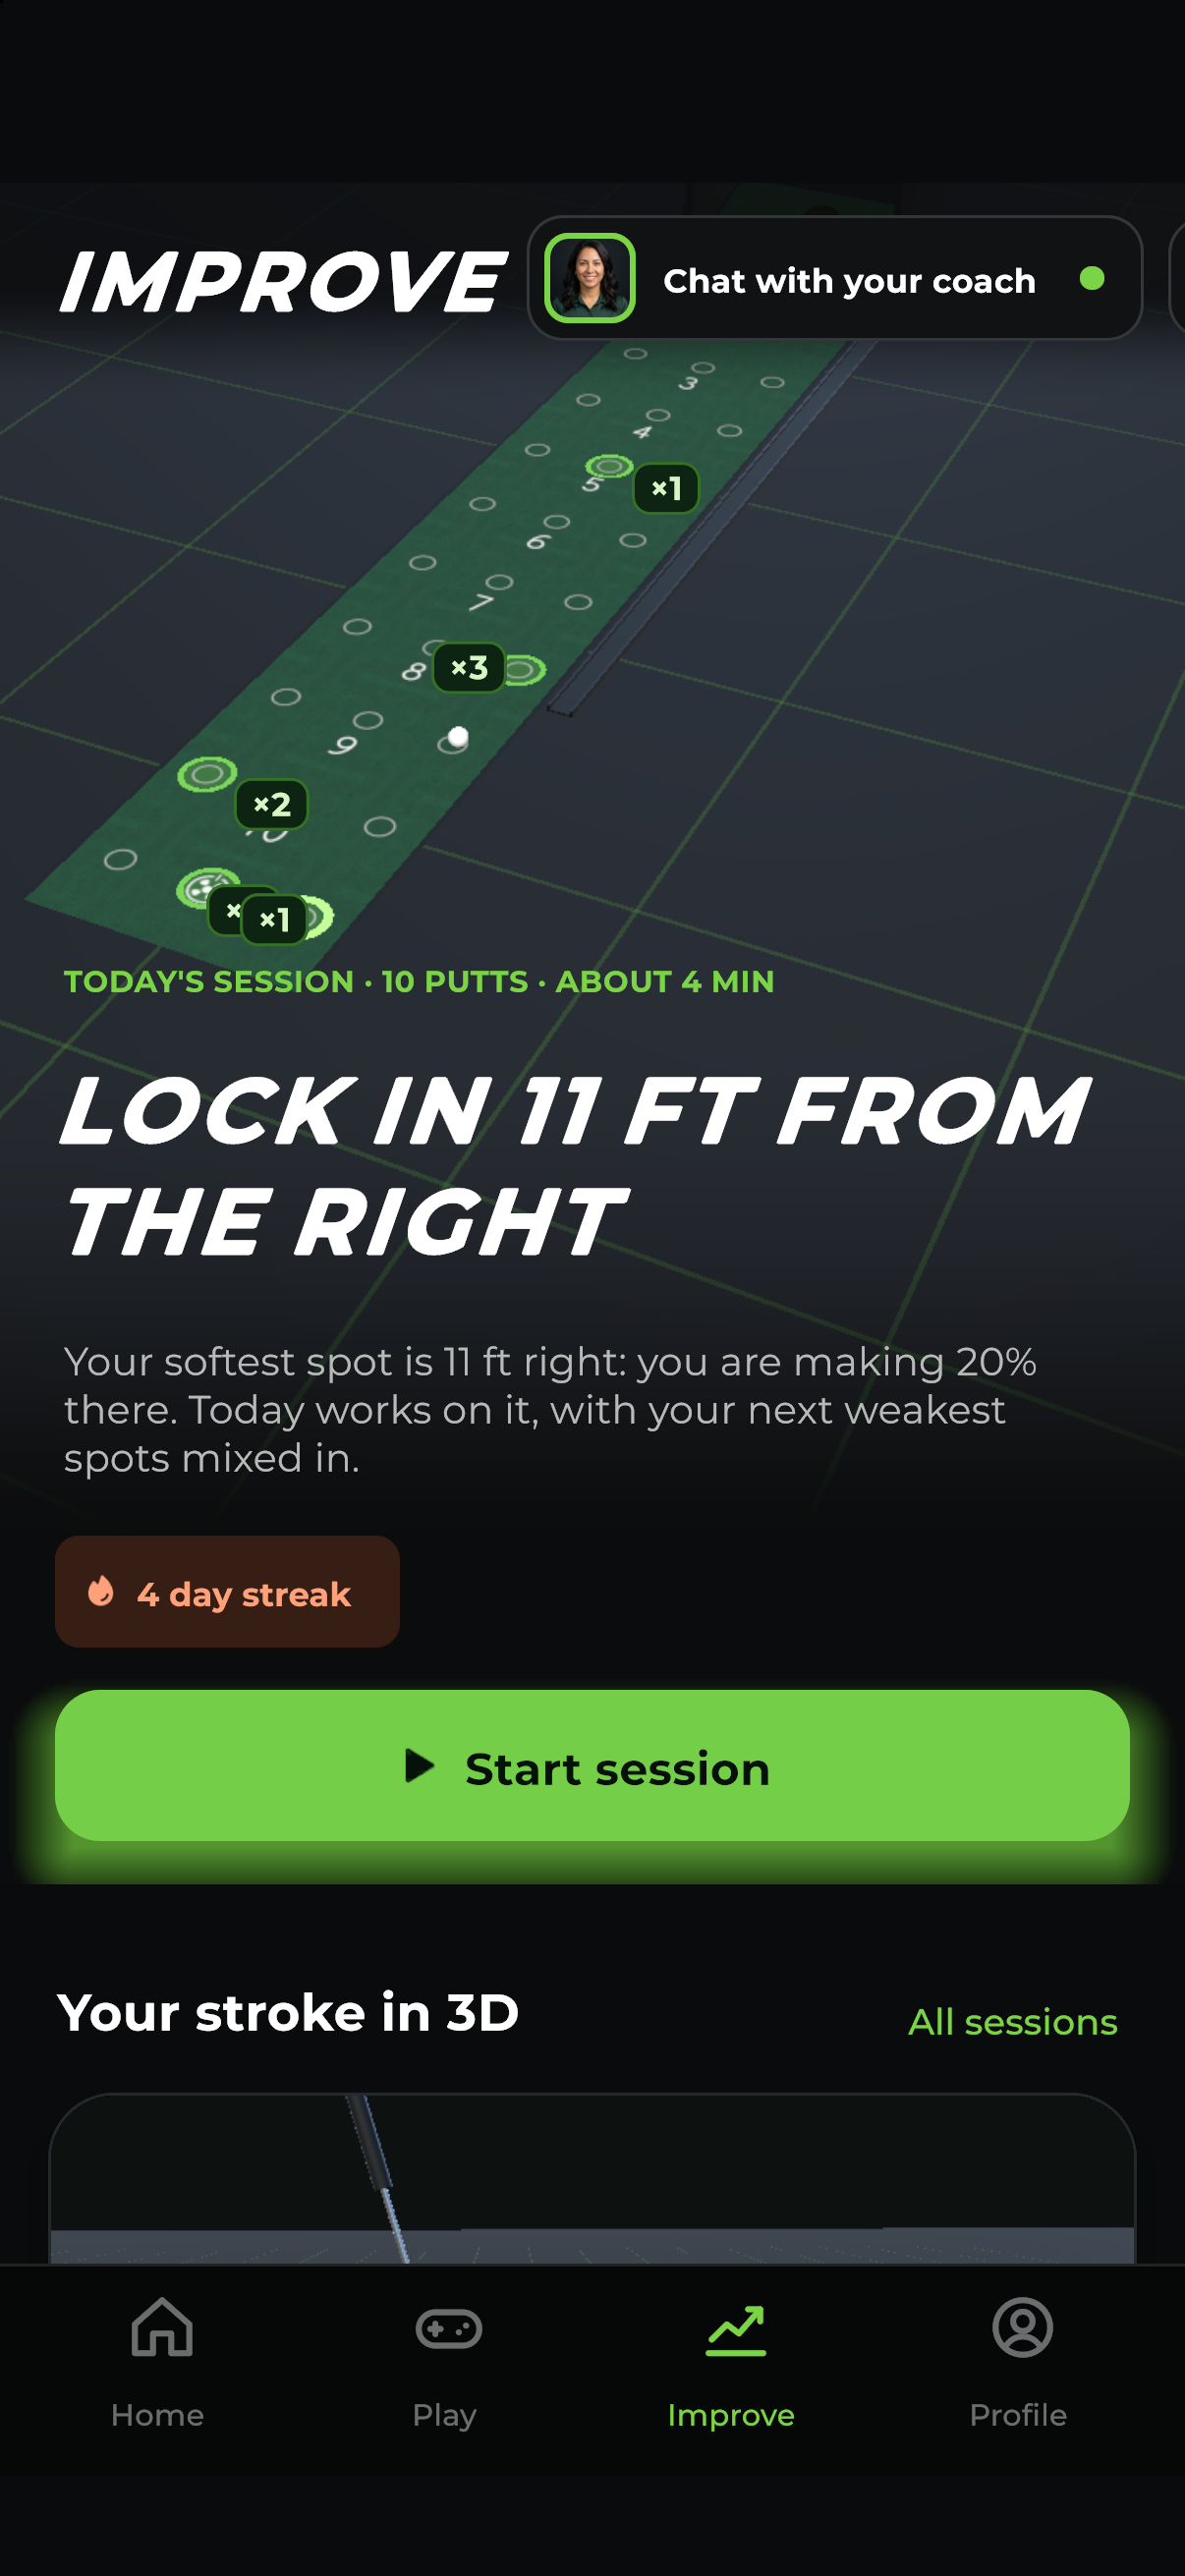 IMPROVE
Chat with your coach
3
4
5
×1
6
7
8
×3
9
×2
×1
TODAY'S SESSION · 10 PUTTS · ABOUT 4 MIN
LOCK IN 11 FT FROM
THE RIGHT
Your softest spot is 11 ft right: you are making 20%
there. Today works on it, with your next weakest
spots mixed in.
4 day streak
Start session
Your stroke in 3D
All sessions
Home
Play
Improve
Profile